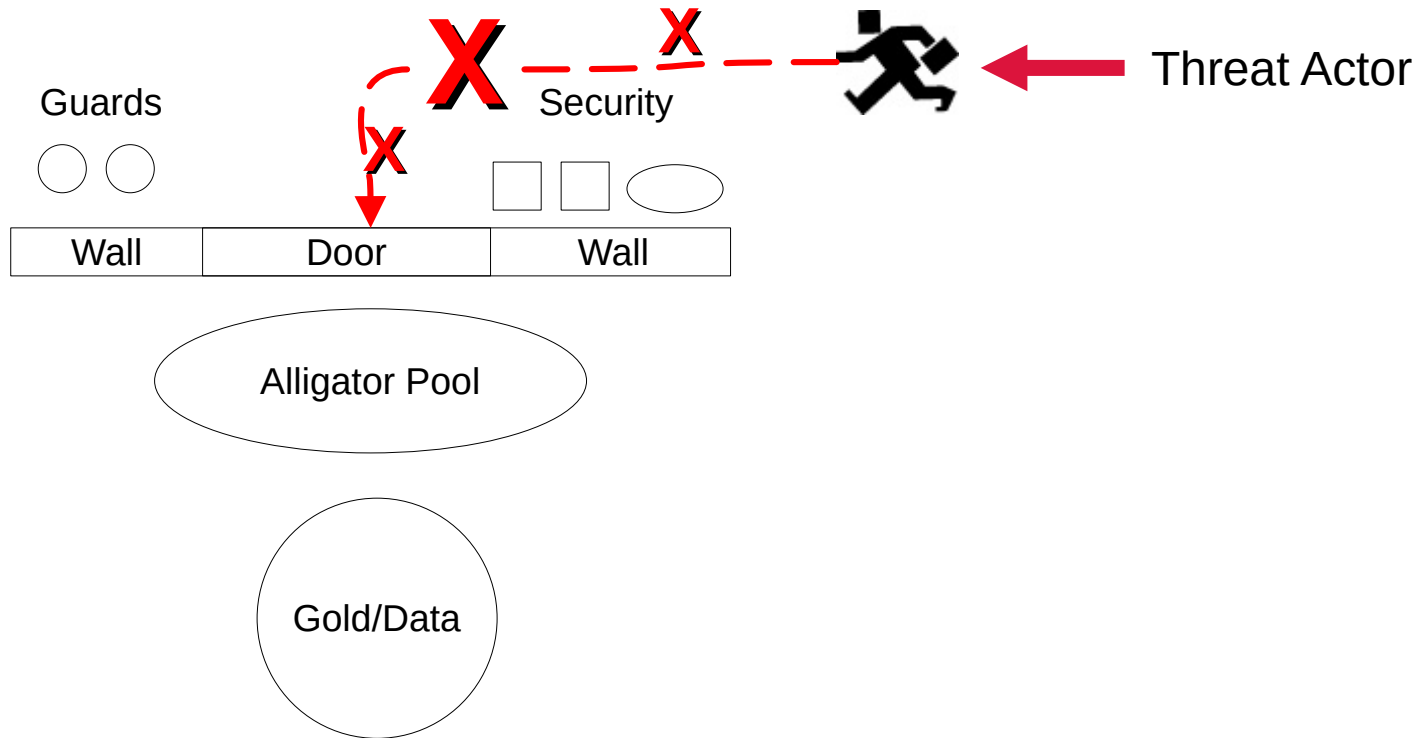 X
X
Threat Actor
Guards
Security
X
Wall
Door
Wall
Alligator Pool
Gold/Data